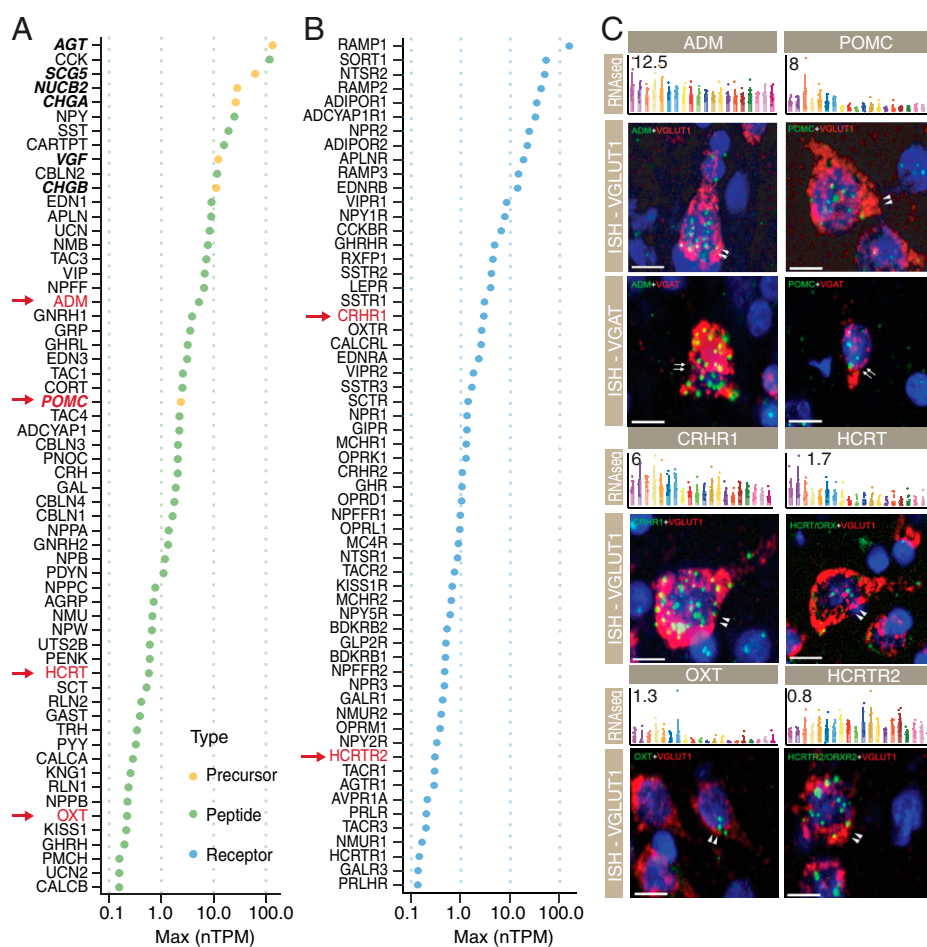 A
AGT
CCK
SCG5
NUCB2
CHGA
NPY
SST
CARTPT
VGF
CBLN2
CHGB
EDN1
APLN
UCN
NMB
TAC3
VIP
NPFF
ADM
GNRH1
GRP
GHRL
EDN3
TAC1
CORT
POMC
TAC4
ADCYAP1
CBLN3
PNOC
CRH
GAL
CBLN4
CBLN1
NPPA
GNRH2
NPB
PDYN
NPPC
AGRP
NMU
NPW
UTS2B
PENK
HCRT
SCT
RLN2
GAST
TRH
PYY
CALCA
KNG1
RLN1
NPPB
OXT
KISS1
GHRH
PMCH
UCN2
CALCB
Type
Precursor
Peptide
Receptor
0.1 1.0 10.0 100.0
Max (nTPM)
B
RAMP1
SORT1
NTSR2
RAMP2
ADIPOR1
ADCYAP1R1
NPR2
ADIPOR2
APLNR
RAMP3
EDNRB
VIPR1
NPY1R
CCKBR
GHRHR
RXFP1
SSTR2
LEPR
SSTR1
CRHR1
OXTR
CALCRL
EDNRA
VIPR2
SSTR3
SCTR
NPR1
GIPR
MCHR1
OPRK1
CRHR2
GHR
OPRD1
NPFFR1
OPRL1
MC4R
NTSR1
TACR2
KISS1R
MCHR2
NPY5R
BDKRB2
GLP2R
BDKRB1
NPFFR2
NPR3
GALR1
NMUR2
OPRM1
NPY2R
HCRTR2
TACR1
AGTR1
AVPR1A
PRLR
TACR3
NMUR1
HCRTR1
GALR3
PRLHR
0.1 1.0 10.0 100.0
Max (nTPM)
C
ADM POMC
RNAseq
12.5 8
ISH - VGLUT1
ADM+VGLUT1 POMC+VGLUT1
ISH - VGAT
ADM+VGAT POMC+VGAT
CRHR1 HCRT
RNAseq
6 1.7
ISH - VGLUT1
CRHR1+VGLUT1 HCRT/ORX+VGLUT1
OXT HCRTR2
RNAseq
1.3 0.8
ISH - VGLUT1
OXT+VGLUT1 HCRTR2/ORXR2+VGLUT1